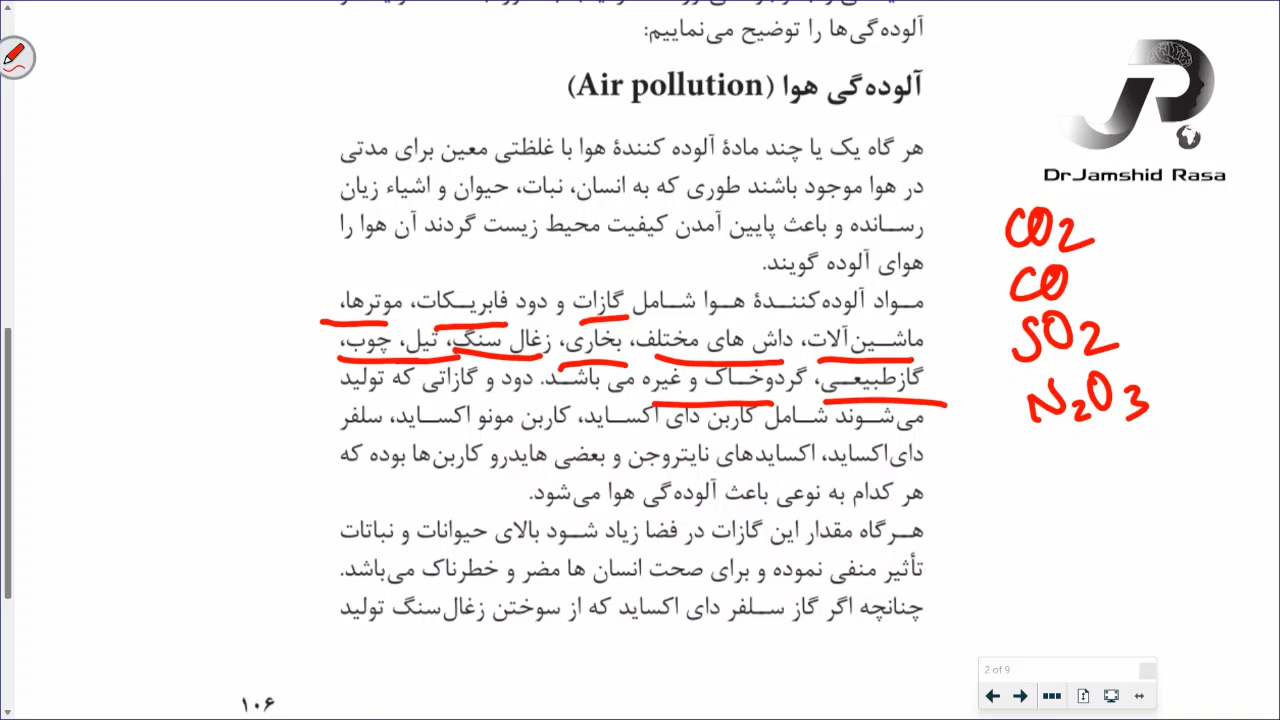 آلوده‌گی‌ها را توضیح می‌نماییم:
آلوده‌گی هوا (Air pollution)
هر گاه یک یا چند مادهٔ آلوده کنندهٔ هوا با غلظتی معین برای مدتی
در هوا موجود باشند طوری که به انسان، نبات، حیوان و اشیاء زیان
رسانده و باعث پایین آمدن کیفیت محیط زیست گردند آن هوا را
هوای آلوده گویند.
مواد آلوده‌کنندهٔ هوا شامل گازات و دود فابریکات، موترها،
ماشین‌آلات، داش های مختلف، بخاری، زغال سنگ، تیل، چوب،
گازطبیعی، گردوخاک و غیره می باشد. دود و گازاتی که تولید
می‌شوند شامل کاربن دای اکساید، کاربن مونو اکساید، سلفر
دای‌اکساید، اکسایدهای نایتروجن و بعضی هایدرو کاربن‌ها بوده که
هر کدام به نوعی باعث آلوده‌گی هوا می‌شود.
هرگاه مقدار این گازات در فضا زیاد شود بالای حیوانات و نباتات
تأثیر منفی نموده و برای صحت انسان ها مضر و خطرناک می‌باشد.
چنانچه اگر گاز سلفر دای اکساید که از سوختن زغال‌سنگ تولید
۱۰۶
JR
Dr.Jamshid Rasa
CO2
CO
SO2
N2O3
2 of 9